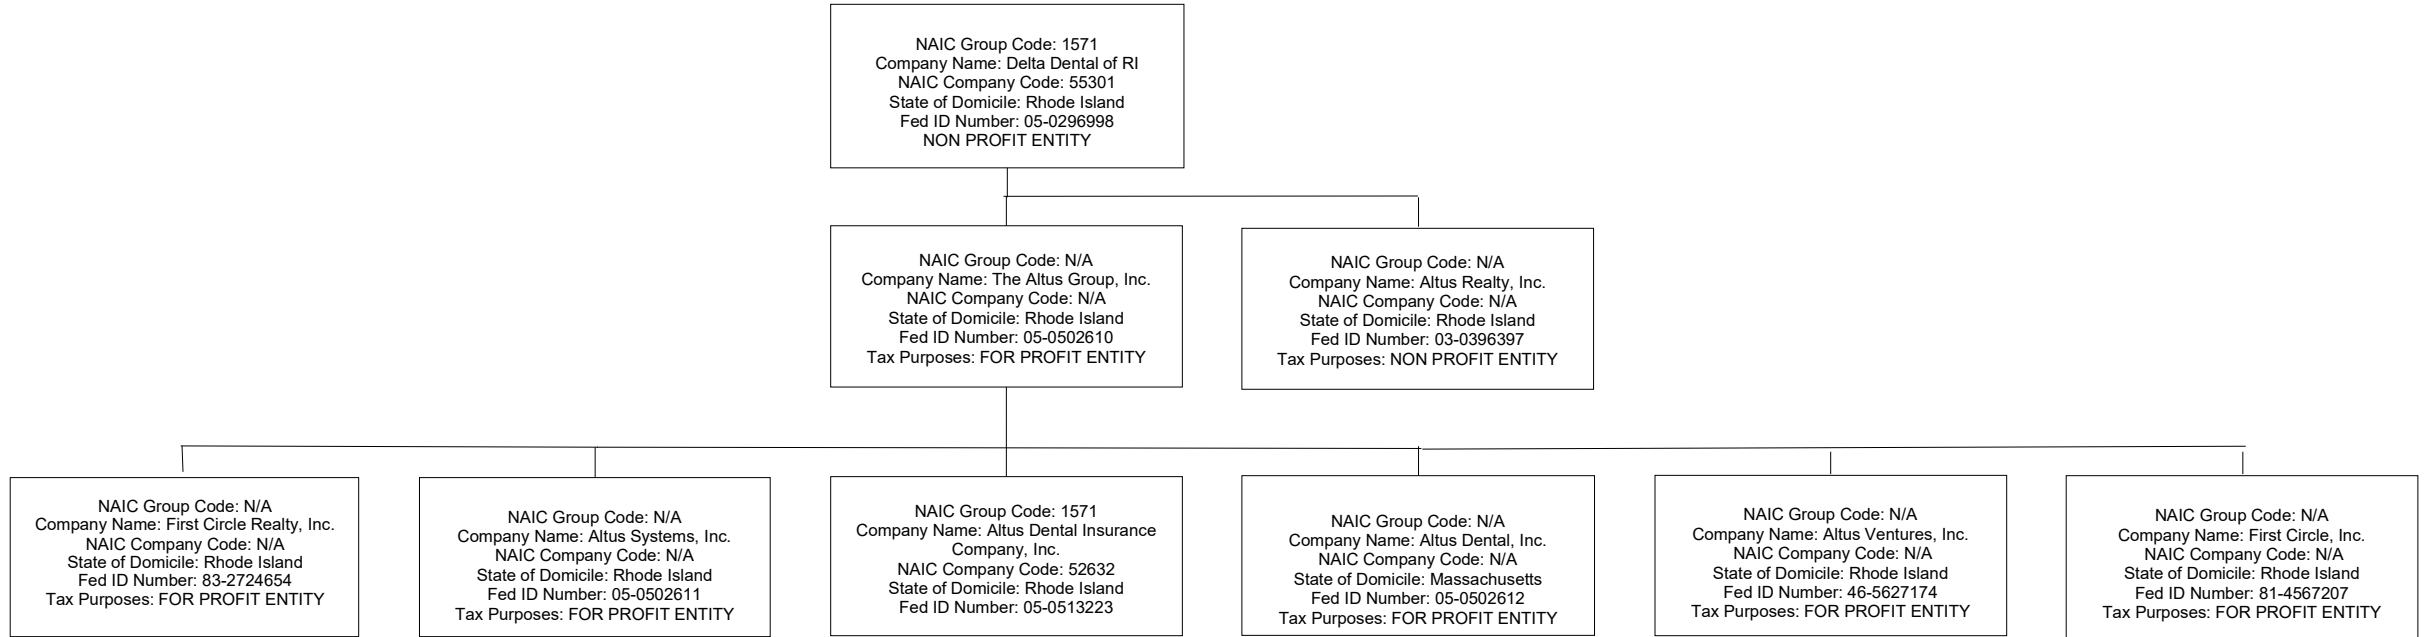 NAIC Group Code: 1571
Company Name: Delta Dental of RI
NAIC Company Code: 55301
State of Domicile: Rhode Island
Fed ID Number: 05-0296998
NON PROFIT ENTITY
NAIC Group Code: N/A
Company Name: The Altus Group, Inc.
NAIC Company Code: N/A
State of Domicile: Rhode Island
Fed ID Number: 05-0502610
Tax Purposes: FOR PROFIT ENTITY
NAIC Group Code: N/A
Company Name: Altus Realty, Inc.
NAIC Company Code: N/A
State of Domicile: Rhode Island
Fed ID Number: 03-0396397
Tax Purposes: NON PROFIT ENTITY
NAIC Group Code: N/A
Company Name: First Circle Realty, Inc.
NAIC Company Code: N/A
State of Domicile: Rhode Island
Fed ID Number: 83-2724654
Tax Purposes: FOR PROFIT ENTITY
NAIC Group Code: N/A
Company Name: Altus Systems, Inc.
NAIC Company Code: N/A
State of Domicile: Rhode Island
Fed ID Number: 05-0502611
Tax Purposes: FOR PROFIT ENTITY
NAIC Group Code: 1571
Company Name: Altus Dental Insurance
Company, Inc.
NAIC Company Code: 52632
State of Domicile: Rhode Island
Fed ID Number: 05-0513223
NAIC Group Code: N/A
Company Name: Altus Dental, Inc.
NAIC Company Code: N/A
State of Domicile: Massachusetts
Fed ID Number: 05-0502612
Tax Purposes: FOR PROFIT ENTITY
NAIC Group Code: N/A
Company Name: Altus Ventures, Inc.
NAIC Company Code: N/A
State of Domicile: Rhode Island
Fed ID Number: 46-5627174
Tax Purposes: FOR PROFIT ENTITY
NAIC Group Code: N/A
Company Name: First Circle, Inc.
NAIC Company Code: N/A
State of Domicile: Rhode Island
Fed ID Number: 81-4567207
Tax Purposes: FOR PROFIT ENTITY